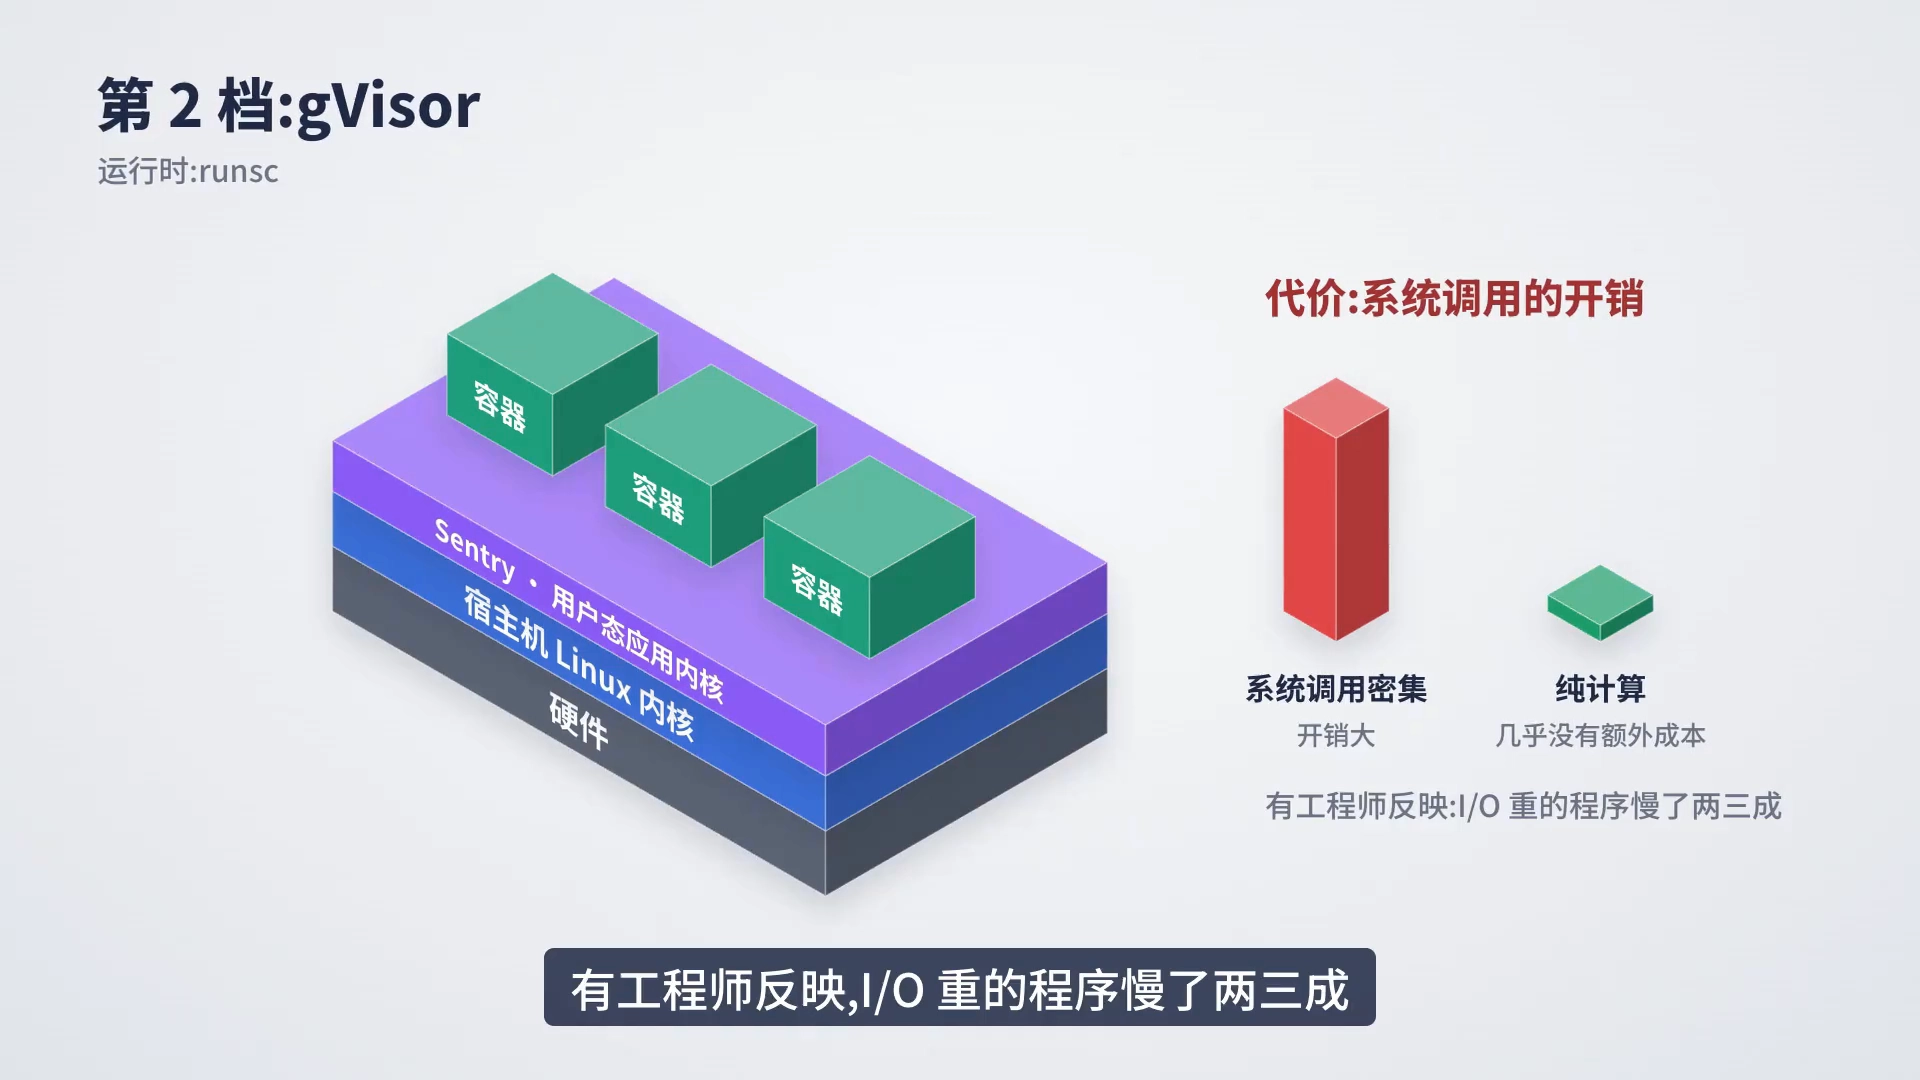 第 2 档:gVisor
运行时:runsc
容器
容器
容器
Sentry · 用户态应用内核
宿主机 Linux 内核
硬件
代价:系统调用的开销
系统调用密集
开销大
纯计算
几乎没有额外成本
有工程师反映:I/O 重的程序慢了两三成
有工程师反映,I/O 重的程序慢了两三成